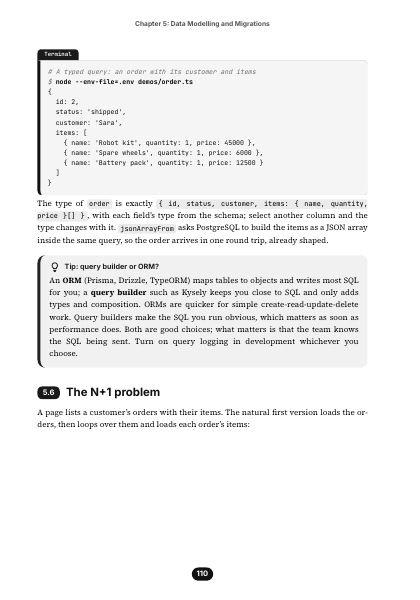 Chapter 5: Data Modelling and Migrations
Terminal
# A typed query: an order with its customer and items
$ node --env-file=.env demos/order.ts
{
  id: 2,
  status: 'shipped',
  customer: 'Sara',
  items: [
    { name: 'Robot kit', quantity: 1, price: 45000 },
    { name: 'Spare wheels', quantity: 1, price: 6000 },
    { name: 'Battery pack', quantity: 1, price: 12500 }
  ]
}
The type of order is exactly { id, status, customer, items: { name, quantity,
price }[] }, with each field's type from the schema; select another column and the
type changes with it. jsonArrayFrom asks PostgreSQL to build the items as a JSON array
inside the same query, so the order arrives in one round trip, already shaped.
Tip: query builder or ORM?
An ORM (Prisma, Drizzle, TypeORM) maps tables to objects and writes most SQL
for you; a query builder such as Kysely keeps you close to SQL and only adds
types and composition. ORMs are quicker for simple create-read-update-delete
work. Query builders make the SQL you run obvious, which matters as soon as
performance does. Both are good choices; what matters is that the team knows
the SQL being sent. Turn on query logging in development whichever you
choose.
5.6 The N+1 problem
A page lists a customer's orders with their items. The natural first version loads the or-
ders, then loops over them and loads each order's items:
110